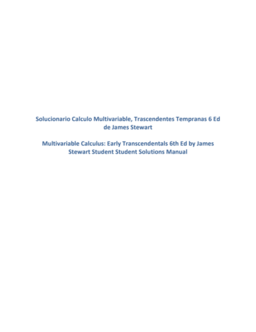 Solucionario Calculo Multivariable, Trascendentes Tempranas 6 Ed
de James Stewart
Multivariable Calculus: Early Transcendentals 6th Ed by James
Stewart Student Student Solutions Manual